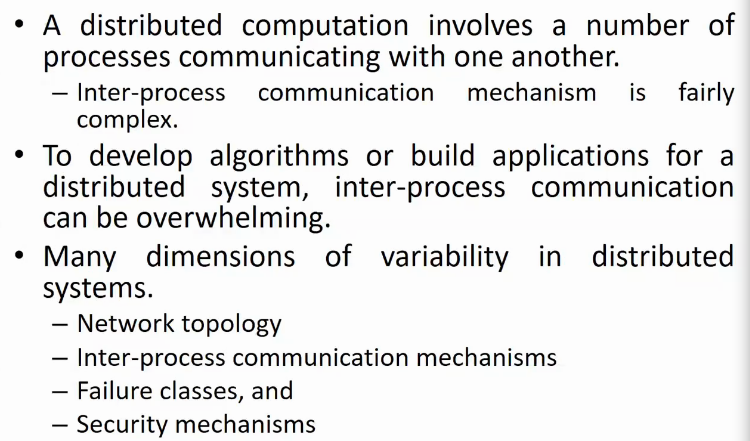 • A distributed computation involves a number of
processes communicating with one another.
– Inter-process communication mechanism is fairly
complex.
• To develop algorithms or build applications for a
distributed system, inter-process communication
can be overwhelming.
• Many dimensions of variability in distributed
systems.
– Network topology
– Inter-process communication mechanisms
– Failure classes, and
– Security mechanisms